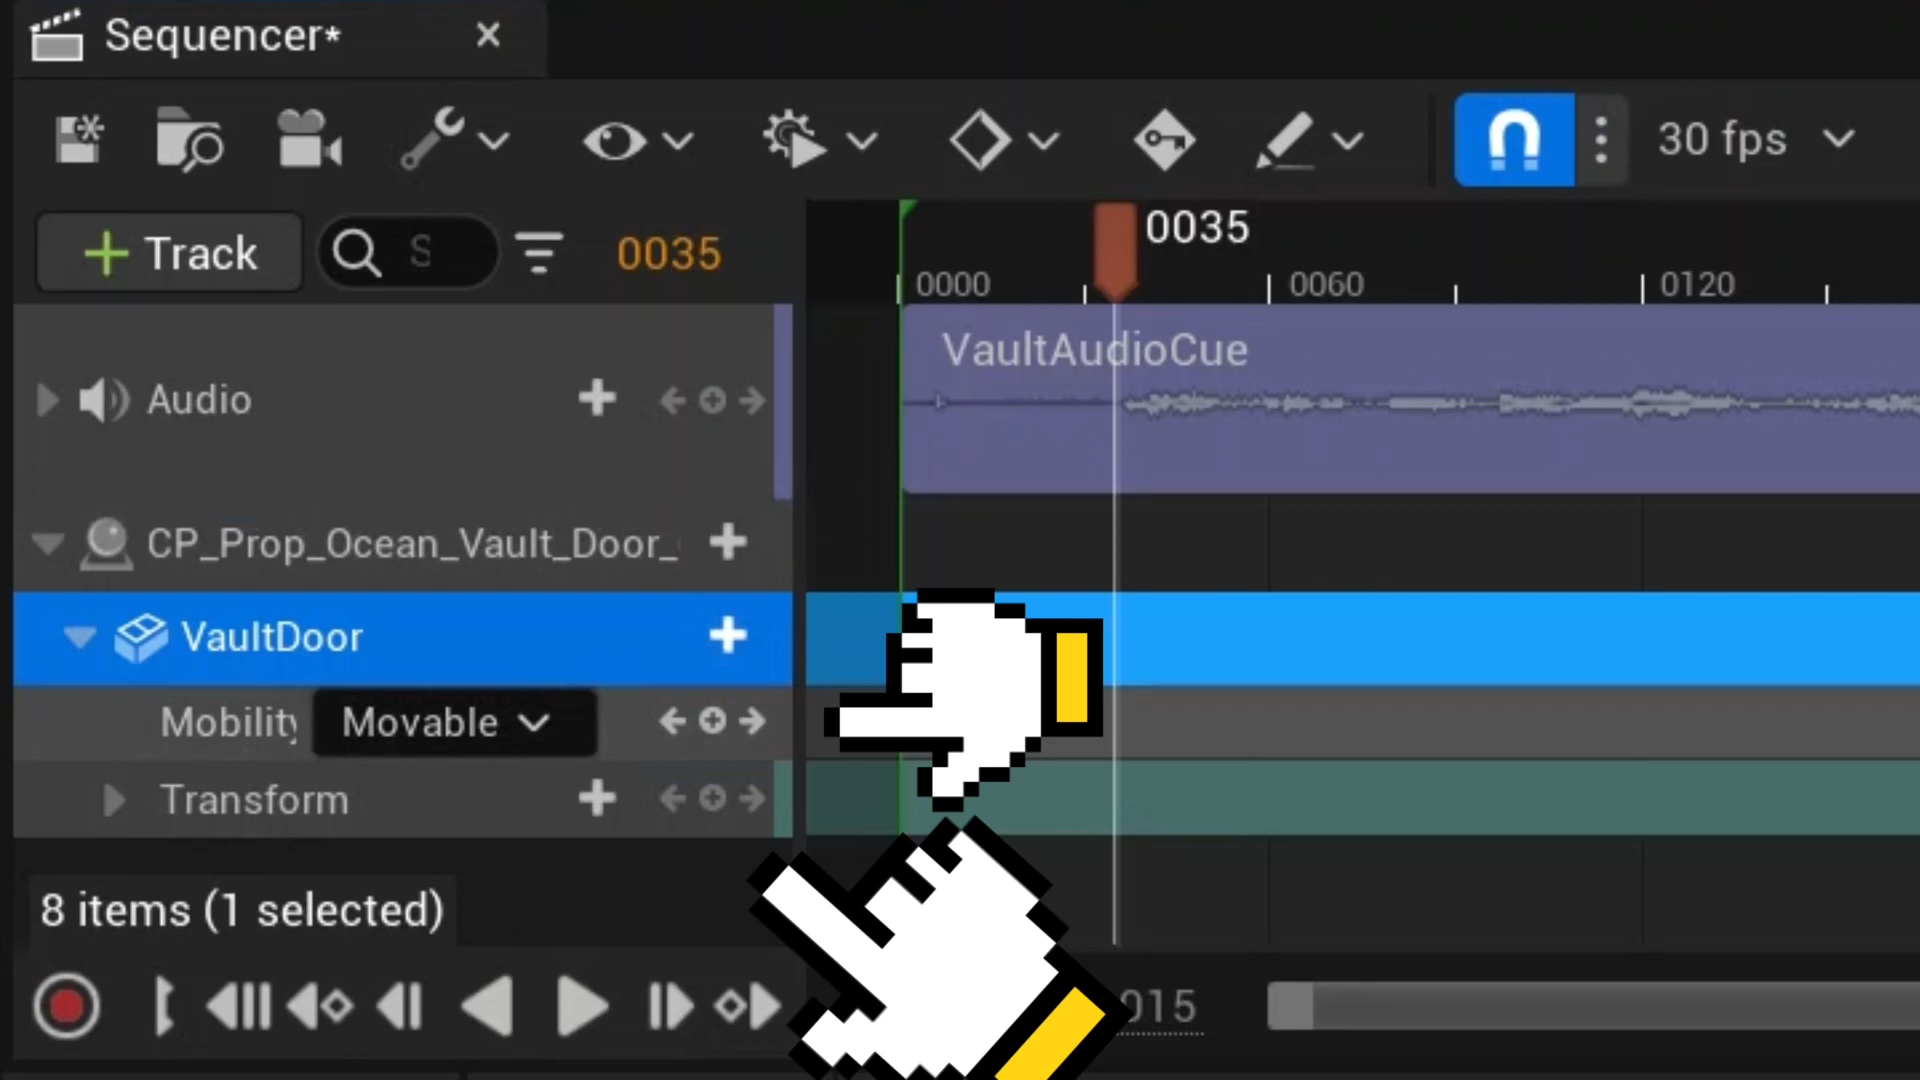 Sequencer*
30 fps
Track
S
0035
0035
0000
0060
0120
VaultAudioCue
Audio
CP_Prop_Ocean_Vault_Door_
VaultDoor
Mobility
Movable
Transform
8 items (1 selected)
015